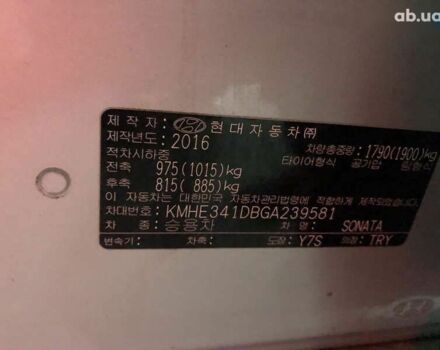 ab.ua
제 작 자: 현대자동차㈜
제작년도: 2016 차량총중량: 1790(1900)kg
적차시하중 타이어형식 공기압
전축 975(1015)kg
후축 815( 885)kg
이 자동차는 대한민국 자동차관리법령에 적합하게 제작
차대번호: KMHE341DBGA239581
차 종: 승용차 차 명: SONATA
변속기: 차축: 도장: Y7S 의장: TRY